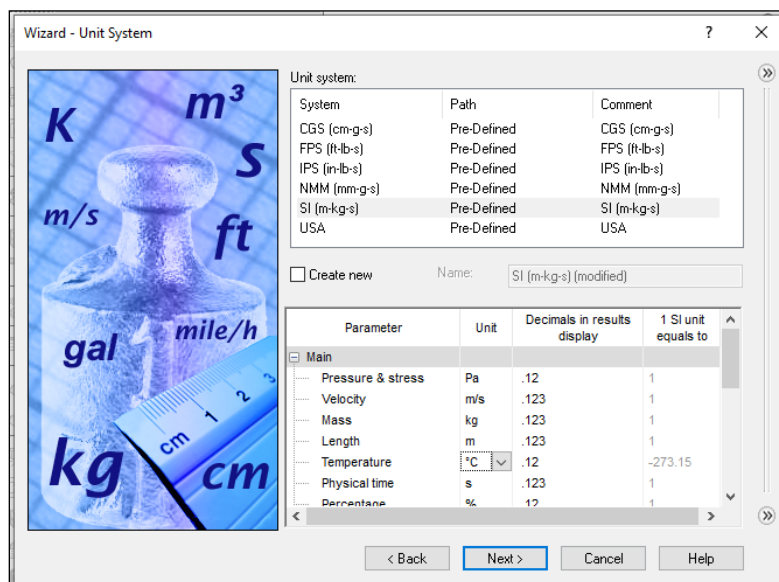 Wizard - Unit System ? ×
K
m³
S
m/s
ft
gal
mile/h
kg
cm 1 2 3
cm
Unit system:
System Path Comment
CGS (cm-g-s) Pre-Defined CGS (cm-g-s)
FPS (ft-lb-s) Pre-Defined FPS (ft-lb-s)
IPS (in-lb-s) Pre-Defined IPS (in-lb-s)
NMM (mm-g-s) Pre-Defined NMM (mm-g-s)
SI (m-kg-s) Pre-Defined SI (m-kg-s)
USA Pre-Defined USA
Create new Name: SI (m-kg-s) (modified)
Parameter Unit Decimals in results display 1 SI unit equals to
Main
Pressure & stress Pa .12 1
Velocity m/s .123 1
Mass kg .123 1
Length m .123 1
Temperature °C .12 -273.15
Physical time s .123 1
Percentage % .12 1
< Back Next > Cancel Help